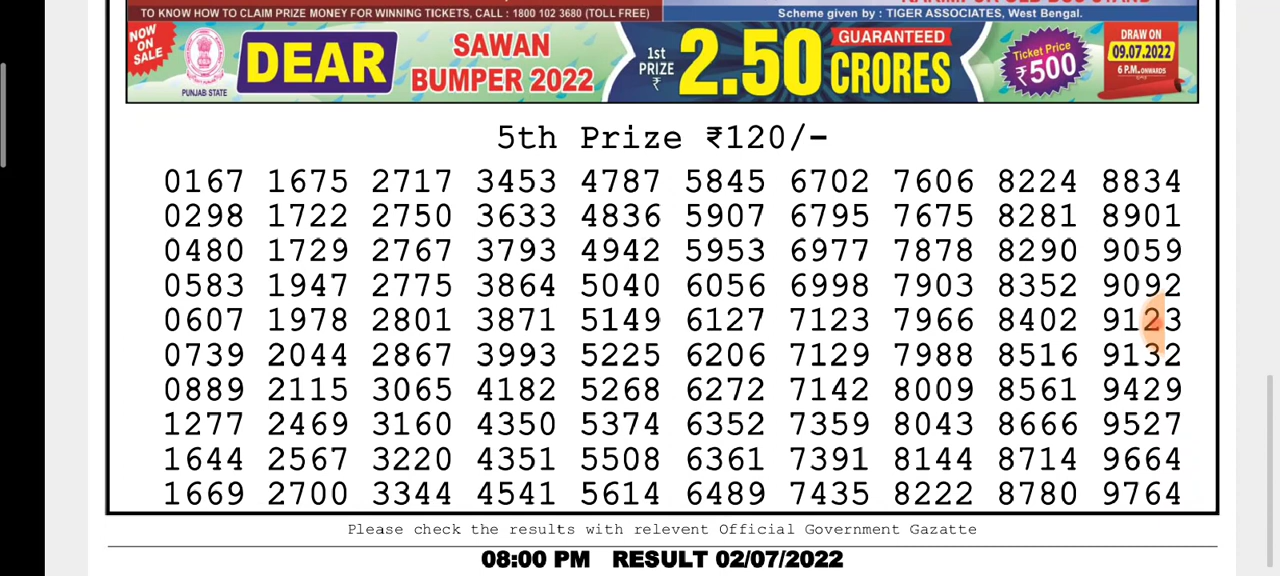 TO KNOW HOW TO CLAIM PRIZE MONEY FOR WINNING TICKETS, CALL : 1800 102 3680 (TOLL FREE)
Scheme given by : TIGER ASSOCIATES, West Bengal.
NOW ON SALE
PUNJAB STATE
DEAR
SAWAN
BUMPER 2022
1st
PRIZE
₹
2.50
GUARANTEED
CRORES
Ticket Price
₹500
DRAW ON
09.07.2022
6 P.M. ONWARDS
5th Prize ₹120/-
0167 1675 2717 3453 4787 5845 6702 7606 8224 8834
0298 1722 2750 3633 4836 5907 6795 7675 8281 8901
0480 1729 2767 3793 4942 5953 6977 7878 8290 9059
0583 1947 2775 3864 5040 6056 6998 7903 8352 9092
0607 1978 2801 3871 5149 6127 7123 7966 8402 9123
0739 2044 2867 3993 5225 6206 7129 7988 8516 9132
0889 2115 3065 4182 5268 6272 7142 8009 8561 9429
1277 2469 3160 4350 5374 6352 7359 8043 8666 9527
1644 2567 3220 4351 5508 6361 7391 8144 8714 9664
1669 2700 3344 4541 5614 6489 7435 8222 8780 9764
Please check the results with relevent Official Government Gazatte
08:00 PM RESULT 02/07/2022